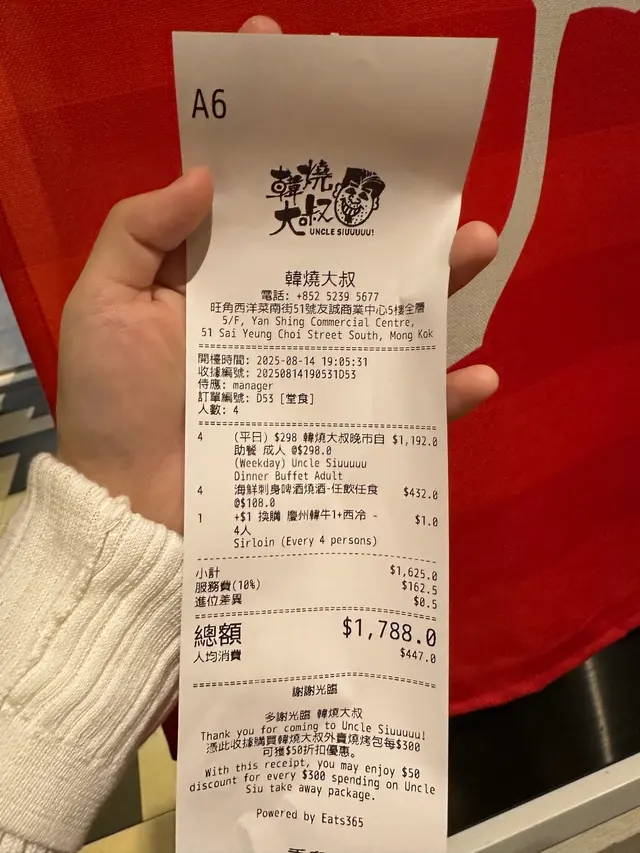 A6
韓燒
大叔
UNCLE SIUUUUU!
韓燒大叔
電話: +852 5239 5677
旺角西洋菜南街51號友誠商業中心5樓全層
5/F, Yan Shing Commercial Centre,
51 Sai Yeung Choi Street South, Mong Kok
開檯時間: 2025-08-14 19:05:31
收據編號: 20250814190531D53
侍應: manager
訂單編號: D53 [堂食]
人數: 4
4 (平日) $298 韓燒大叔晚市自 $1,192.0
助餐 成人 @$298.0
(Weekday) Uncle Siuuuuu
Dinner Buffet Adult
4 海鮮刺身啤酒燒酒-任飲任食 $432.0
@$108.0
1 +$1 換購 慶州韓牛1+西冷 - $1.0
4人
Sirloin (Every 4 persons)
小計 $1,625.0
服務費(10%) $162.5
進位差異 $0.5
總額 $1,788.0
人均消費 $447.0
謝謝光臨
多謝光臨 韓燒大叔
Thank you for coming to Uncle Siuuuuu!
憑此收據購買韓燒大叔外賣燒烤包每$300
可獲$50折扣優惠。
With this receipt, you may enjoy $50
discount for every $300 spending on Uncle
Siu take away package.
Powered by Eats365